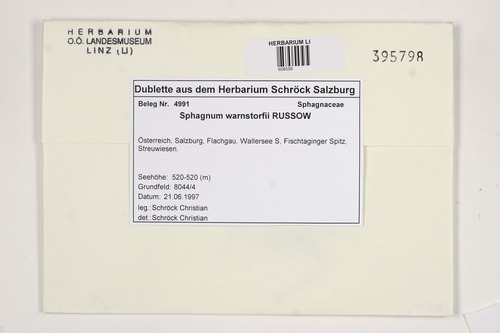 HERBARIUM
O.Ö. LANDESMUSEUM
LINZ (LI)
HERBARIUM LI
395798
Dublette aus dem Herbarium Schröck Salzburg
Beleg Nr. 4991 Sphagnaceae
Sphagnum warnstorfii RUSSOW
Österreich, Salzburg, Flachgau, Wallersee S, Fischtaginger Spitz,
Streuwiesen.
Seehöhe: 520-520 (m)
Grundfeld: 8044/4
Datum: 21.06.1997
leg.: Schröck Christian
det.: Schröck Christian